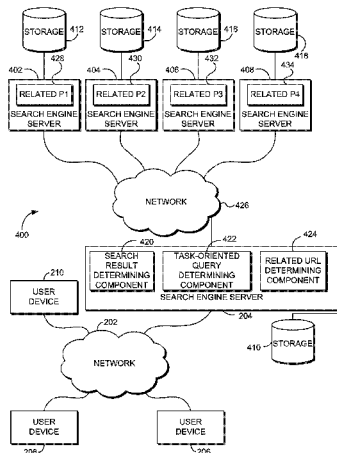 STORAGE
412
STORAGE
414
STORAGE
416
STORAGE
418
402
428
RELATED P1
SEARCH ENGINE
SERVER
404
430
RELATED P2
SEARCH ENGINE
SERVER
406
432
RELATED P3
SEARCH ENGINE
SERVER
408
434
RELATED P4
SEARCH ENGINE
SERVER
NETWORK
426
400
420
422
424
SEARCH
RESULT
DETERMINING
COMPONENT
TASK-ORIENTED
QUERY
DETERMINING
COMPONENT
RELATED URL
DETERMINING
COMPONENT
SEARCH ENGINE SERVER
210
USER
DEVICE
202
204
NETWORK
410
STORAGE
USER
DEVICE
208
USER
DEVICE
206